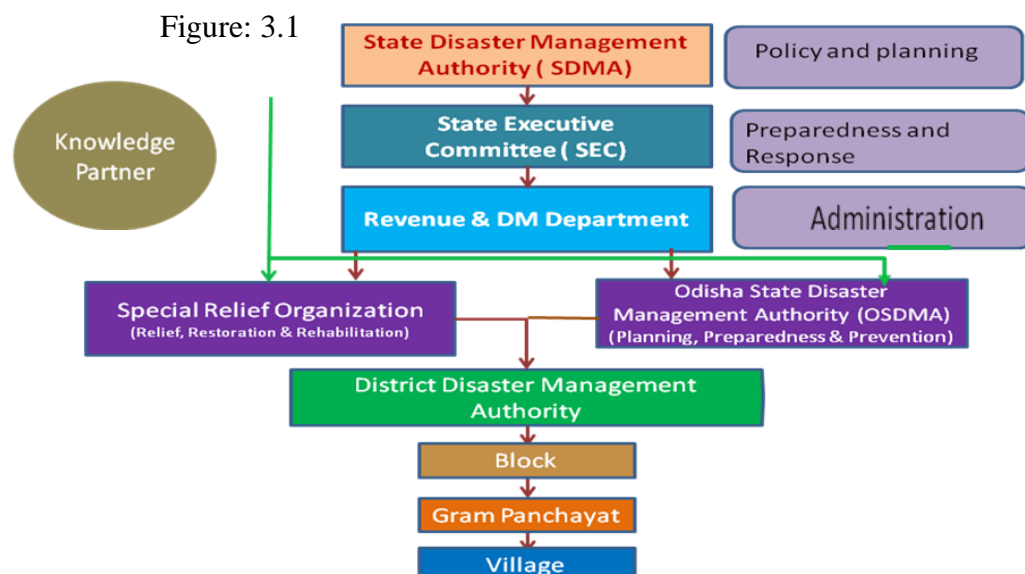 Figure: 3.1
State Disaster Management
Authority ( SDMA)
Policy and planning
Knowledge
Partner
State Executive
Committee ( SEC)
Preparedness and
Response
Revenue & DM Department
Administration
Special Relief Organization
(Relief, Restoration & Rehabilitation)
Odisha State Disaster
Management Authority (OSDMA)
(Planning, Preparedness & Prevention)
District Disaster Management
Authority
Block
Gram Panchayat
Village